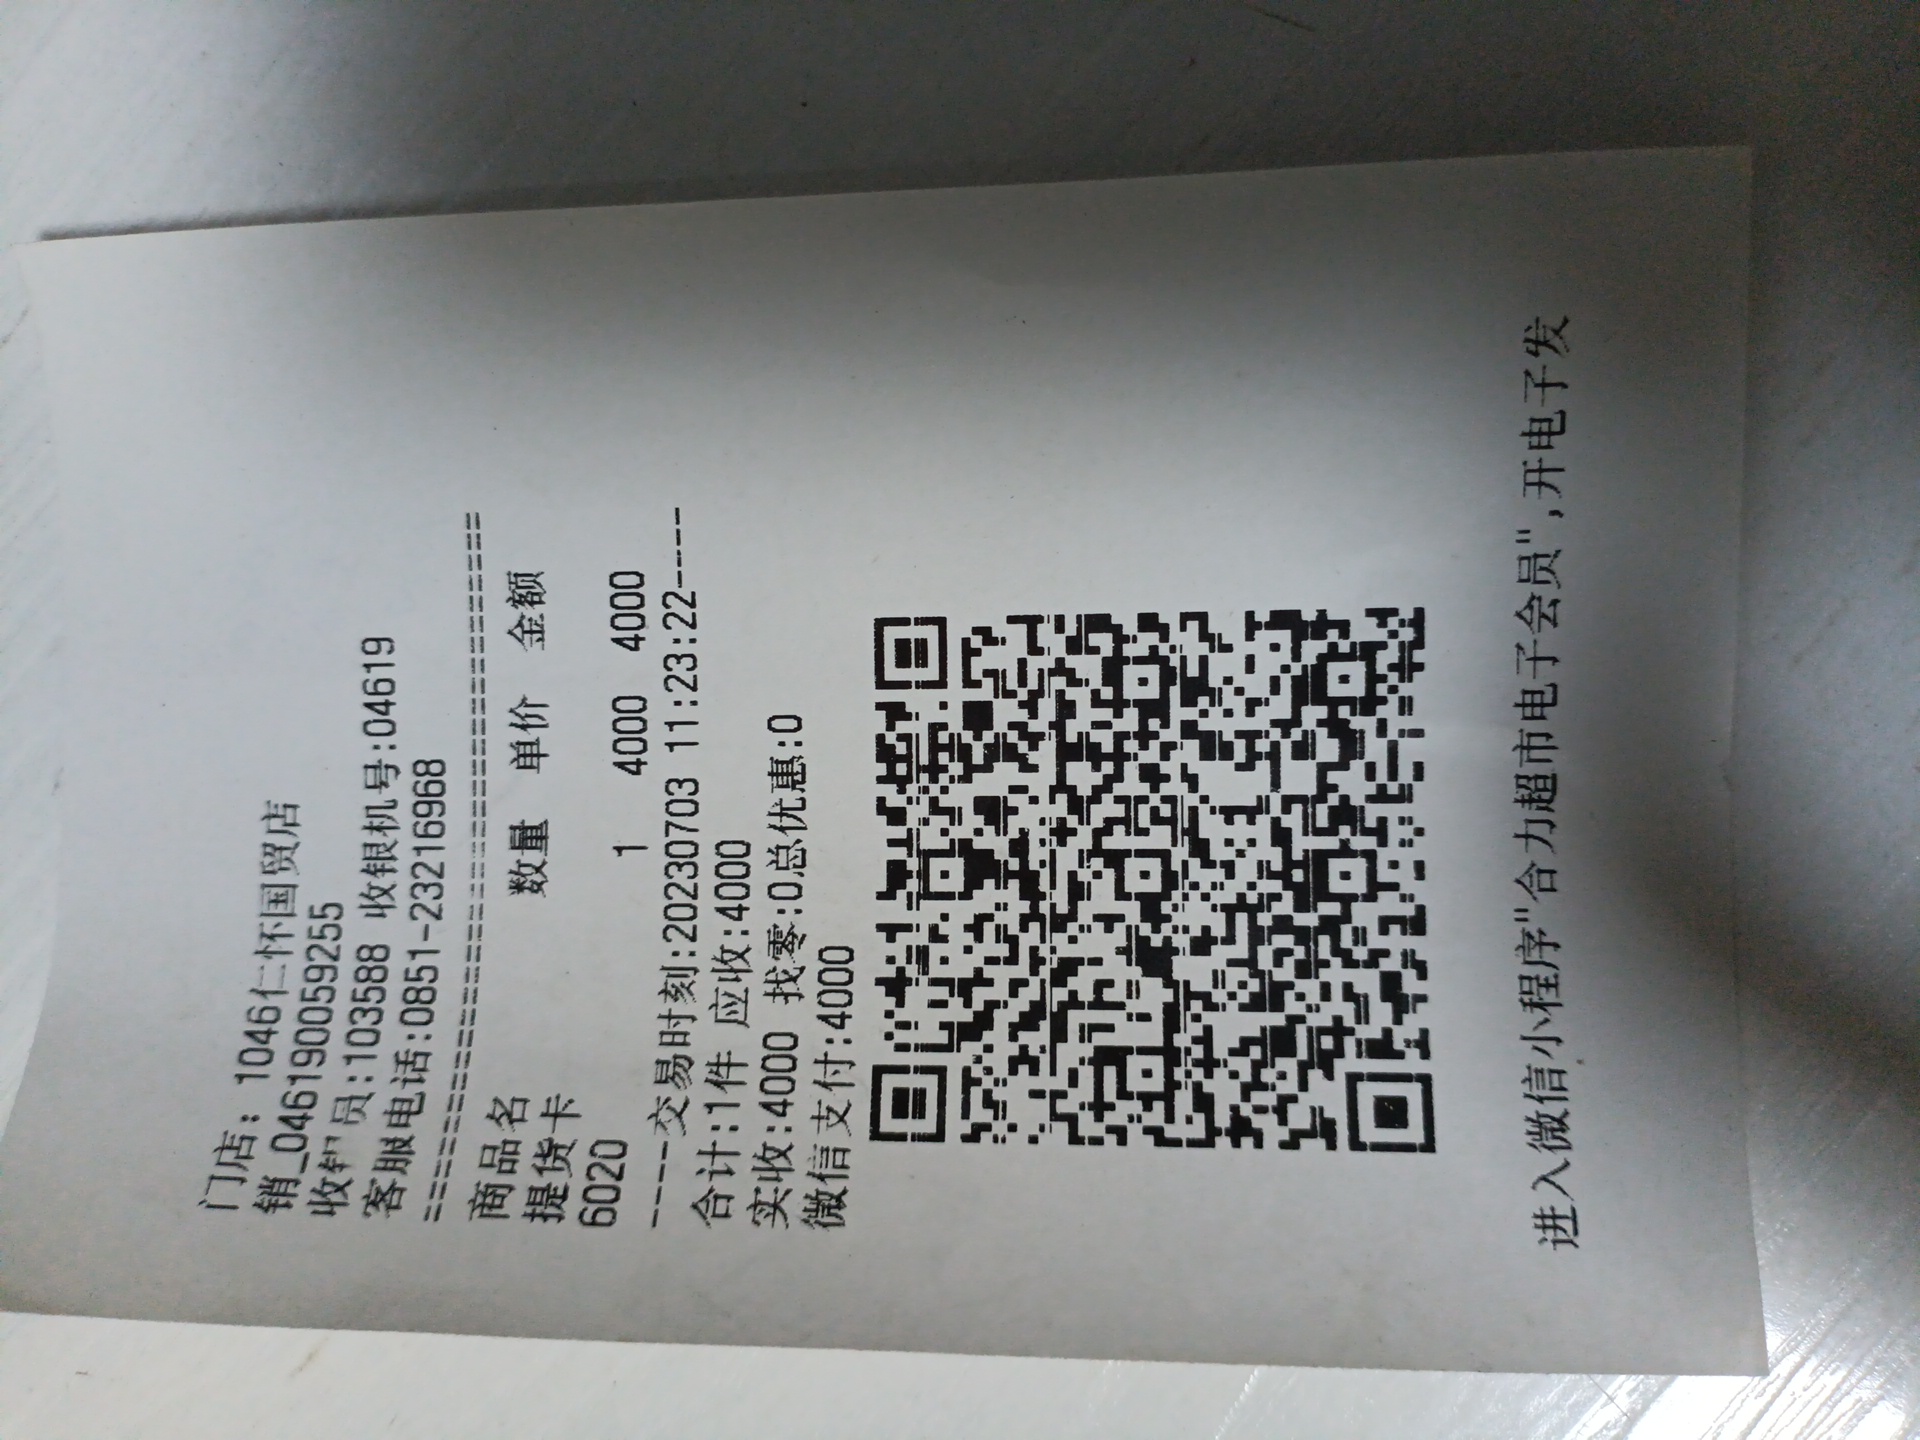 门店: 1046仁怀国贸店
销_0461900059255
收银员:103588 收银机号:04619
客服电话:0851-23216968
==========================================
商品名 数量 单价 金额
提货卡
6020 1 4000 4000
----交易时刻:20230703 11:23:22----
合计:1件 应收:4000
实收:4000 找零:0总优惠:0
微信支付:4000
进入微信小程序"合力超市电子会员",开电子发